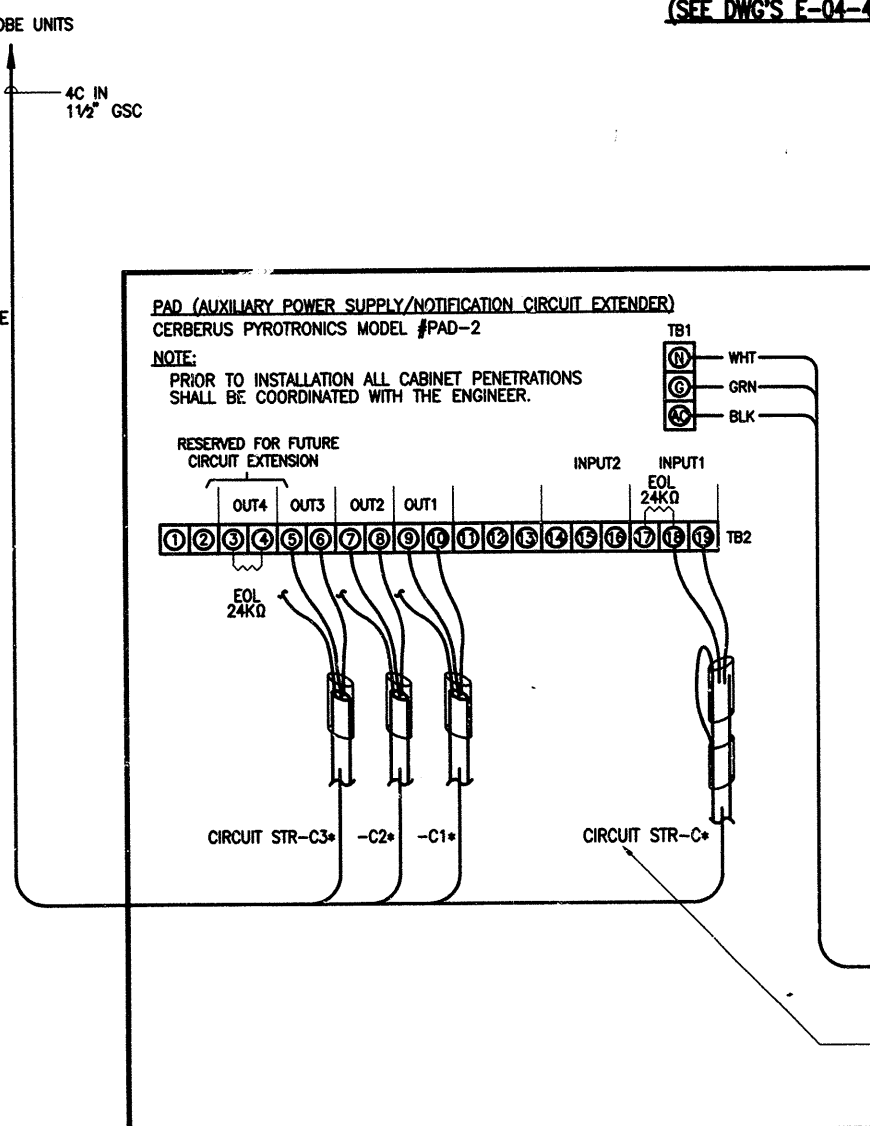 (SEE DWG'S E-04-4
OBE UNITS
4C IN
1½" GSC
E
PAD (AUXILIARY POWER SUPPLY/NOTIFICATION CIRCUIT EXTENDER)
CERBERUS PYROTRONICS MODEL #PAD-2
NOTE:
PRIOR TO INSTALLATION ALL CABINET PENETRATIONS
SHALL BE COORDINATED WITH THE ENGINEER.
TB1
N WHT
G GRN
AC BLK
RESERVED FOR FUTURE
CIRCUIT EXTENSION
INPUT2 INPUT1
EOL
24KΩ
OUT4 OUT3 OUT2 OUT1
1 2 3 4 5 6 7 8 9 10 11 12 13 14 15 16 17 18 19 TB2
EOL
24KΩ
CIRCUIT STR-C3* -C2* -C1* CIRCUIT STR-C*